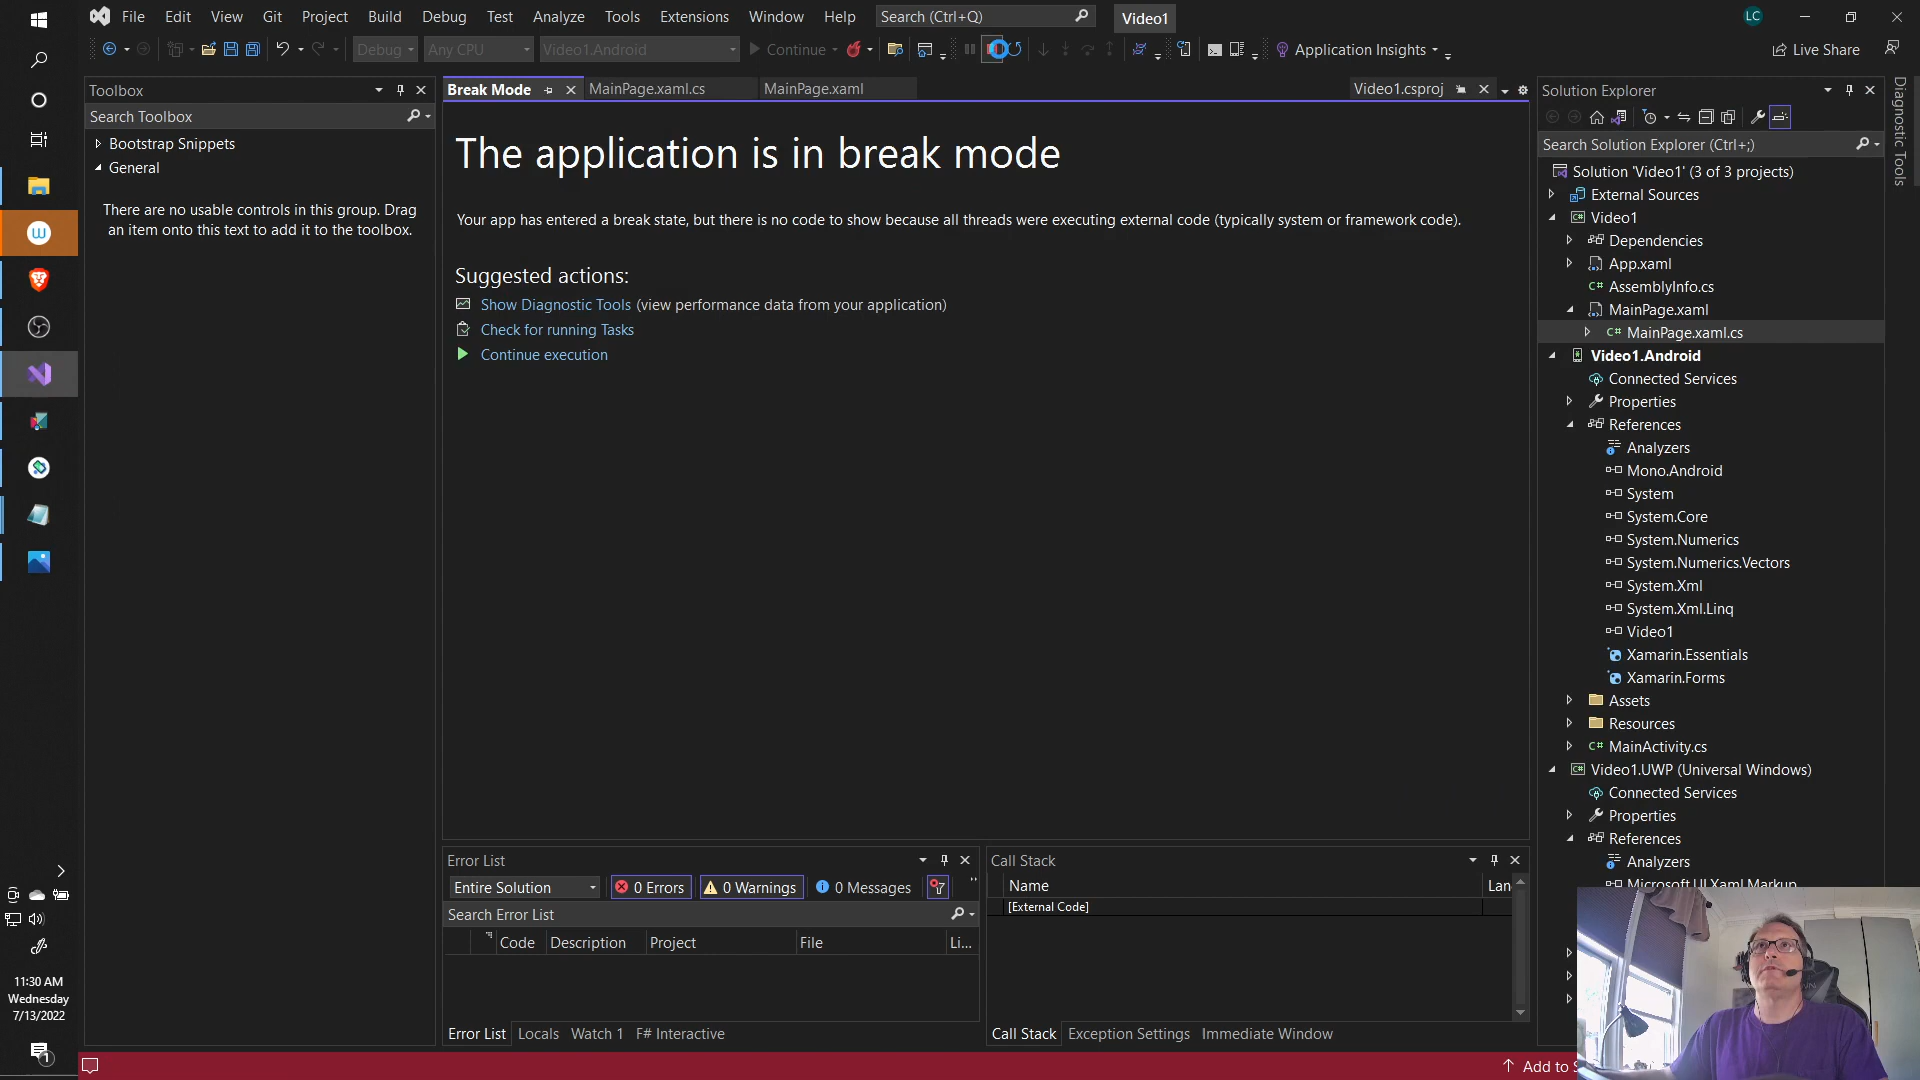 File Edit View Git Project Build Debug Test Analyze Tools Extensions Window Help Search (Ctrl+Q) Video1 LC
Debug Any CPU Video1.Android Continue Application Insights Live Share
Toolbox
Search Toolbox
Bootstrap Snippets
General
There are no usable controls in this group. Drag
an item onto this text to add it to the toolbox.
Break Mode MainPage.xaml.cs MainPage.xaml Video1.csproj
The application is in break mode
Your app has entered a break state, but there is no code to show because all threads were executing external code (typically system or framework code).
Suggested actions:
Show Diagnostic Tools (view performance data from your application)
Check for running Tasks
Continue execution
Error List
Entire Solution 0 Errors 0 Warnings 0 Messages
Search Error List
Code Description Project File Li...
Error List Locals Watch 1 F# Interactive
Call Stack
Name Lan
[External Code]
Call Stack Exception Settings Immediate Window
Solution Explorer
Search Solution Explorer (Ctrl+;)
Solution 'Video1' (3 of 3 projects)
External Sources
Video1
Dependencies
App.xaml
AssemblyInfo.cs
MainPage.xaml
MainPage.xaml.cs
Video1.Android
Connected Services
Properties
References
Analyzers
Mono.Android
System
System.Core
System.Numerics
System.Numerics.Vectors
System.Xml
System.Xml.Linq
Video1
Xamarin.Essentials
Xamarin.Forms
Assets
Resources
MainActivity.cs
Video1.UWP (Universal Windows)
Connected Services
Properties
References
Analyzers
Microsoft.UI.Xaml.Markup
Diagnostic Tools
11:30 AM
Wednesday
7/13/2022
1
Add to S